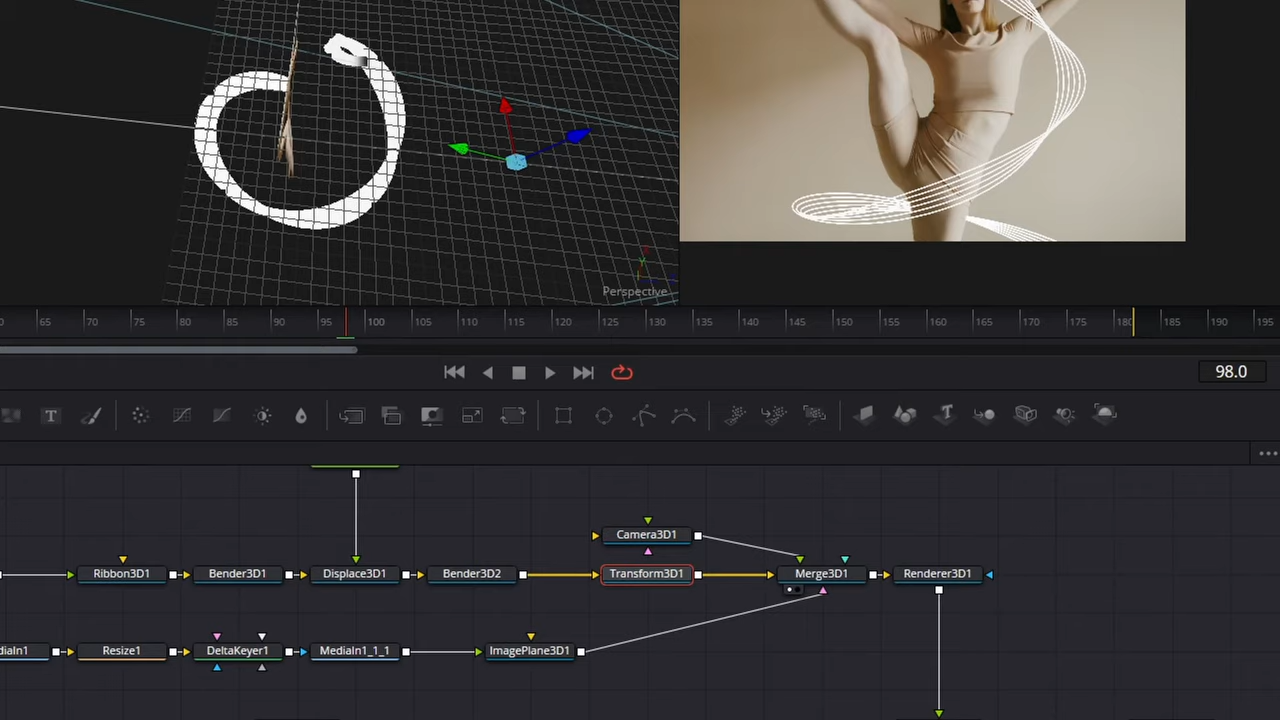 Perspective
65 70 75 80 85 90 95 100 105 110 115 120 125 130 135 140 145 150 155 160 165 170 175 180 185 190 195
98.0
T T
Camera3D1
Ribbon3D1 Bender3D1 Displace3D1 Bender3D2 Transform3D1 Merge3D1 Renderer3D1
diaIn1 Resize1 DeltaKeyer1 MediaIn1_1_1 ImagePlane3D1